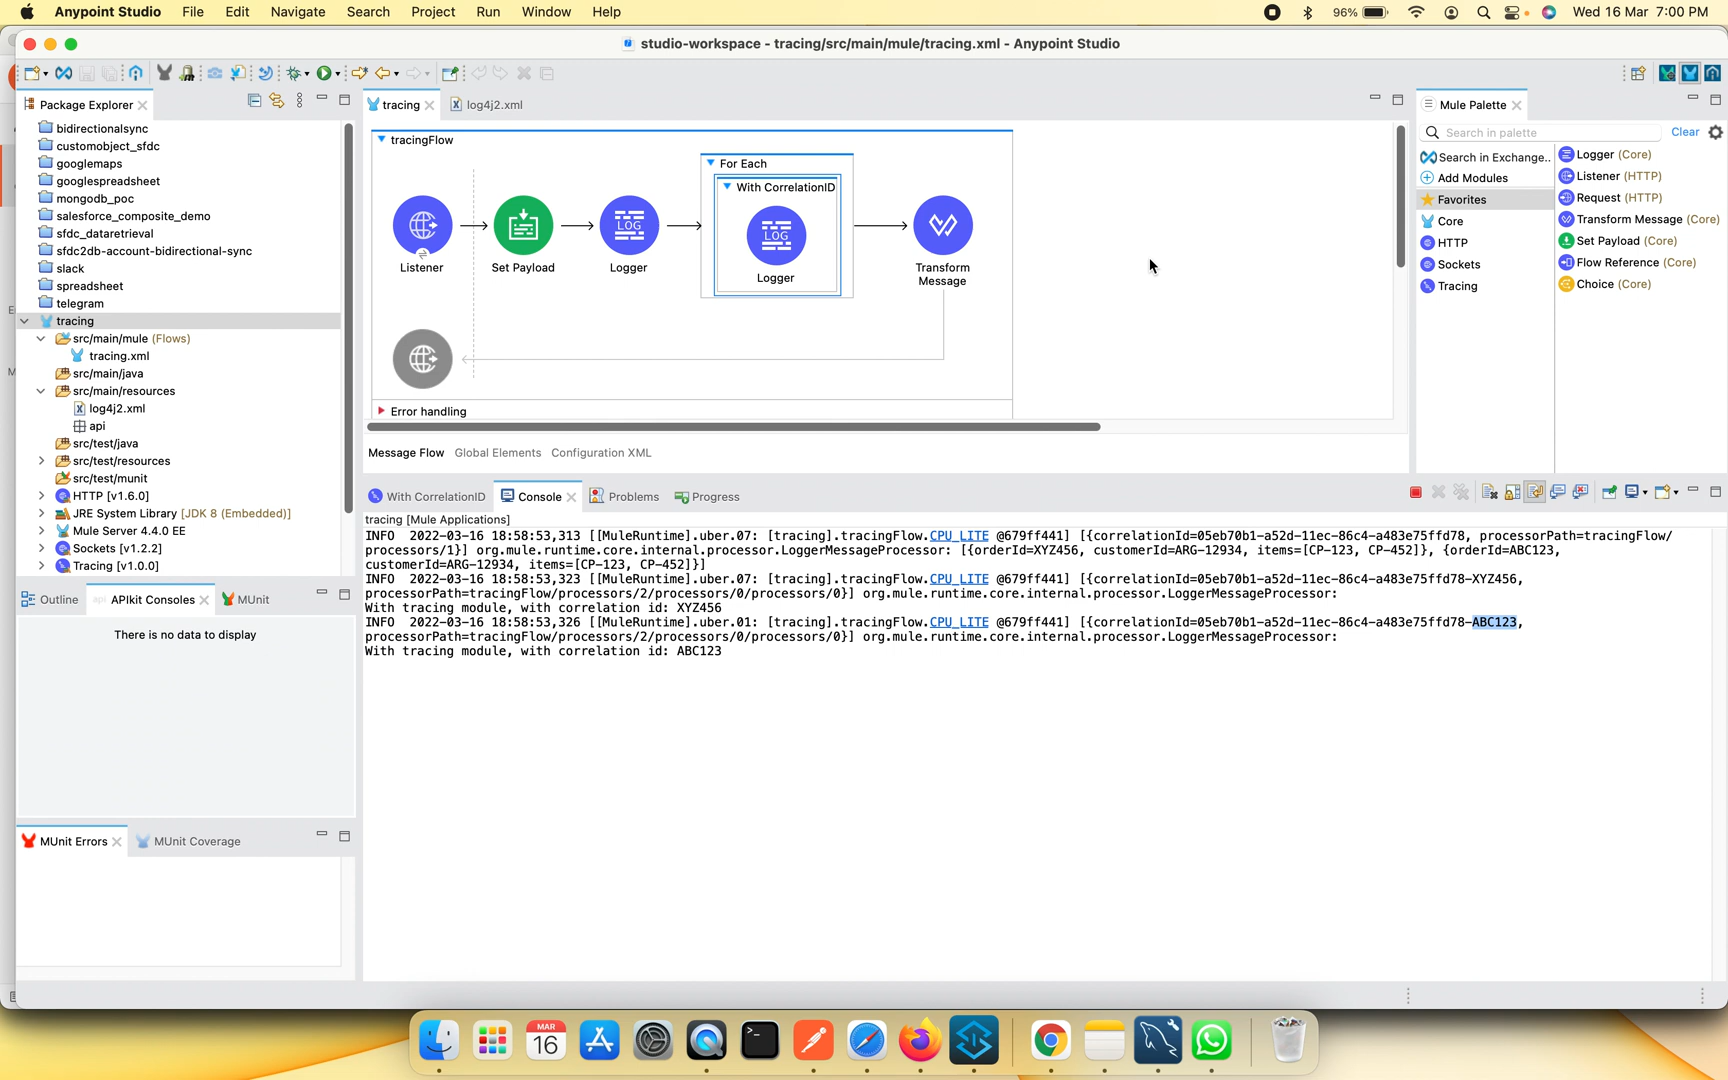 Anypoint Studio File Edit Navigate Search Project Run Window Help 96% Wed 16 Mar 7:00 PM
studio-workspace - tracing/src/main/mule/tracing.xml - Anypoint Studio
Package Explorer
tracing log4j2.xml
Mule Palette
bidirectionalsync
customobject_sfdc
googlemaps
googlespreadsheet
mongodb_poc
salesforce_composite_demo
sfdc_dataretrieval
sfdc2db-account-bidirectional-sync
slack
spreadsheet
telegram
tracing
src/main/mule (Flows)
tracing.xml
src/main/java
src/main/resources
log4j2.xml
api
src/test/java
src/test/resources
src/test/munit
HTTP [v1.6.0]
JRE System Library [JDK 8 (Embedded)]
Mule Server 4.4.0 EE
Sockets [v1.2.2]
Tracing [v1.0.0]
tracingFlow
For Each
With CorrelationID
LOG
LOG
Listener Set Payload Logger Logger Transform
Message
Error handling
Message Flow Global Elements Configuration XML
Search in palette Clear
Search in Exchange..
Add Modules
Favorites
Core
HTTP
Sockets
Tracing
Logger (Core)
Listener (HTTP)
Request (HTTP)
Transform Message (Core)
Set Payload (Core)
Flow Reference (Core)
Choice (Core)
With CorrelationID Console Problems Progress
tracing [Mule Applications]
INFO 2022-03-16 18:58:53,313 [[MuleRuntime].uber.07: [tracing].tracingFlow.CPU_LITE @679ff441] [{correlationId=05eb70b1-a52d-11ec-86c4-a483e75ffd78, processorPath=tracingFlow/
processors/1}] org.mule.runtime.core.internal.processor.LoggerMessageProcessor: [{orderId=XYZ456, customerId=ARG-12934, items=[CP-123, CP-452]}, {orderId=ABC123,
customerId=ARG-12934, items=[CP-123, CP-452]}]
INFO 2022-03-16 18:58:53,323 [[MuleRuntime].uber.07: [tracing].tracingFlow.CPU_LITE @679ff441] [{correlationId=05eb70b1-a52d-11ec-86c4-a483e75ffd78-XYZ456,
processorPath=tracingFlow/processors/2/processors/0/processors/0}] org.mule.runtime.core.internal.processor.LoggerMessageProcessor:
With tracing module, with correlation id: XYZ456
INFO 2022-03-16 18:58:53,326 [[MuleRuntime].uber.01: [tracing].tracingFlow.CPU_LITE @679ff441] [{correlationId=05eb70b1-a52d-11ec-86c4-a483e75ffd78-ABC123,
processorPath=tracingFlow/processors/2/processors/0/processors/0}] org.mule.runtime.core.internal.processor.LoggerMessageProcessor:
With tracing module, with correlation id: ABC123
Outline api APIkit Consoles MUnit
There is no data to display
MUnit Errors MUnit Coverage
MAR
16